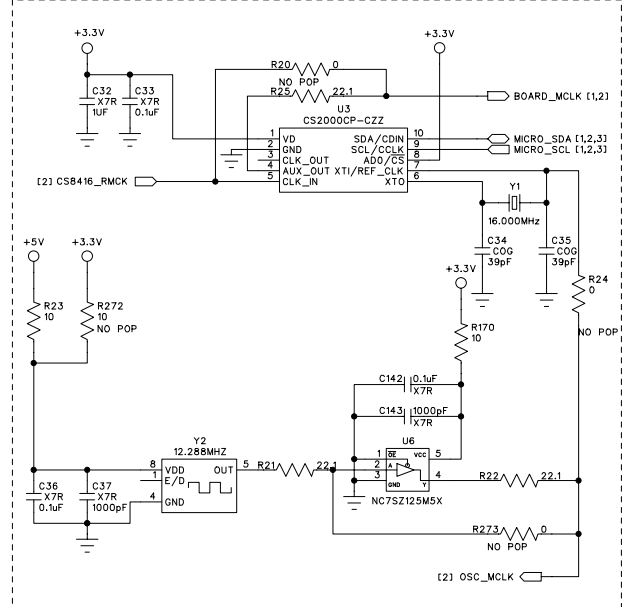 +3.3V
+3.3V
R20 0
NO POP
R25 22.1
BOARD_MCLK [1,2]
C32
X7R
1UF
C33
X7R
0.1uF
U3
CS2000CP-CZZ
1 VD SDA/CDIN 10 MICRO_SDA [1,2,3]
2 GND SCL/CCLK 9 MICRO_SCL [1,2,3]
3 CLK_OUT AD0/CS 8
4 AUX_OUT XTI/REF_CLK 7
5 CLK_IN XTO 6
[2] CS8416_RMCK
Y1
16.000MHz
C34
COG
39pF
C35
COG
39pF
R24
0
NO POP
+5V
+3.3V
+3.3V
R23
10
R272
10
NO POP
R170
10
C142 0.1uF
X7R
C143 1000pF
X7R
Y2
12.288MHZ
8 VDD OUT 5
1 E/D
4 GND
R21 22.1
U6
1 OE VCC 5
2 A
3 GND Y 4
NC7SZ125M5X
R22 22.1
C36
X7R
0.1uF
C37
X7R
1000pF
R273 0
NO POP
[2] OSC_MCLK